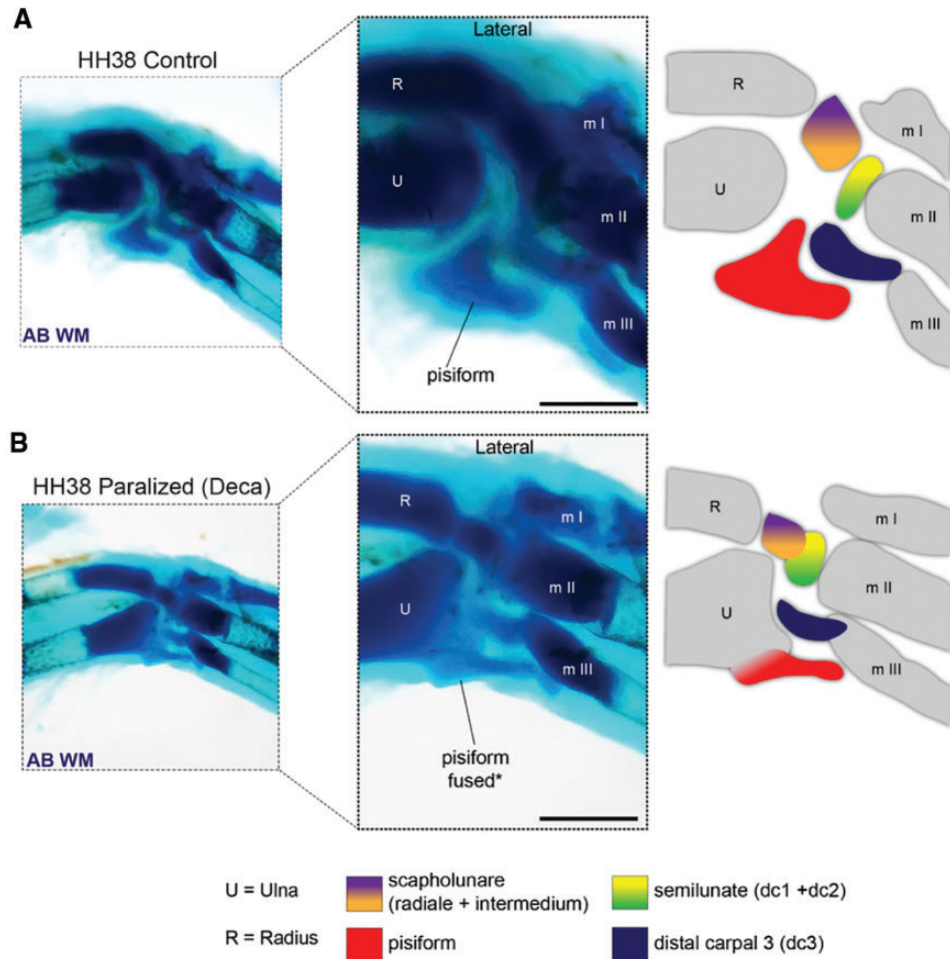 A
HH38 Control
AB WM
Lateral
R
U
m I
m II
m III
pisiform
R
U
m I
m II
m III
B
HH38 Paralized (Deca)
AB WM
Lateral
R
U
m I
m II
m III
pisiform
fused*
R
U
m I
m II
m III
U = Ulna
R = Radius
scapholunare
(radiale + intermedium)
pisiform
semilunate (dc1 +dc2)
distal carpal 3 (dc3)